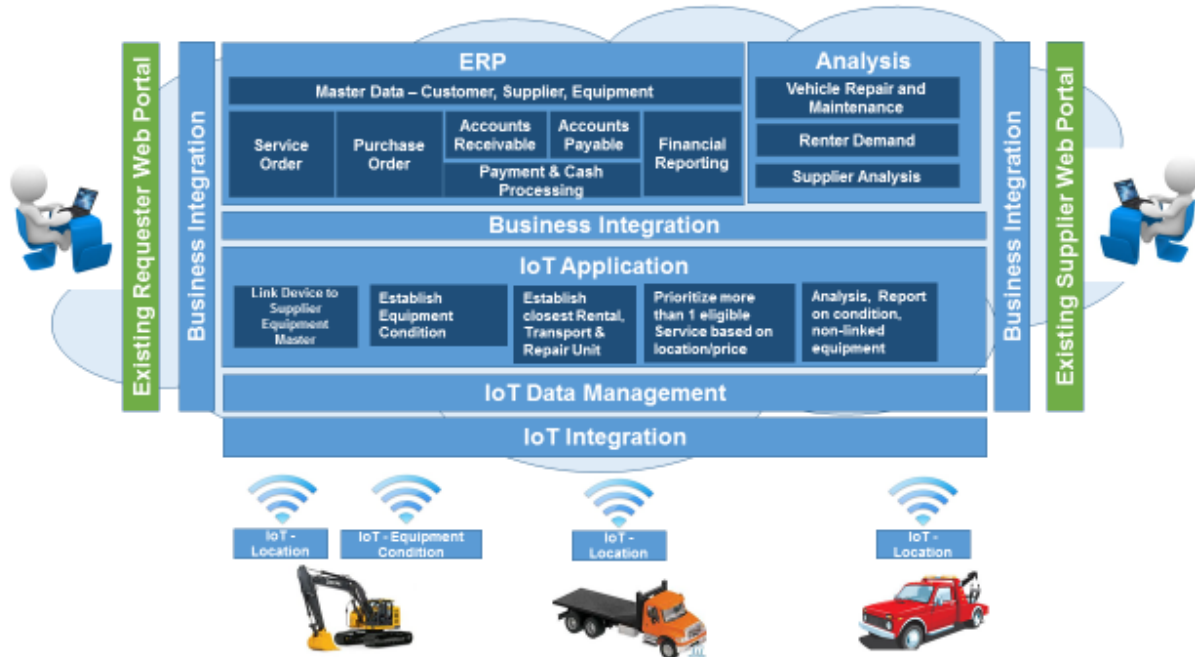 Existing Requester Web Portal
Business Integration
ERP
Master Data – Customer, Supplier, Equipment
Service
Order
Purchase
Order
Accounts
Receivable
Accounts
Payable
Payment & Cash
Processing
Financial
Reporting
Analysis
Vehicle Repair and
Maintenance
Renter Demand
Supplier Analysis
Business Integration
Existing Supplier Web Portal
Business Integration
IoT Application
Link Device to
Supplier
Equipment
Master
Establish
Equipment
Condition
Establish
closest Rental,
Transport &
Repair Unit
Prioritize more
than 1 eligible
Service based on
location/price
Analysis, Report
on condition,
non-linked
equipment
IoT Data Management
IoT Integration
IoT -
Location
IoT - Equipment
Condition
IoT -
Location
IoT -
Location